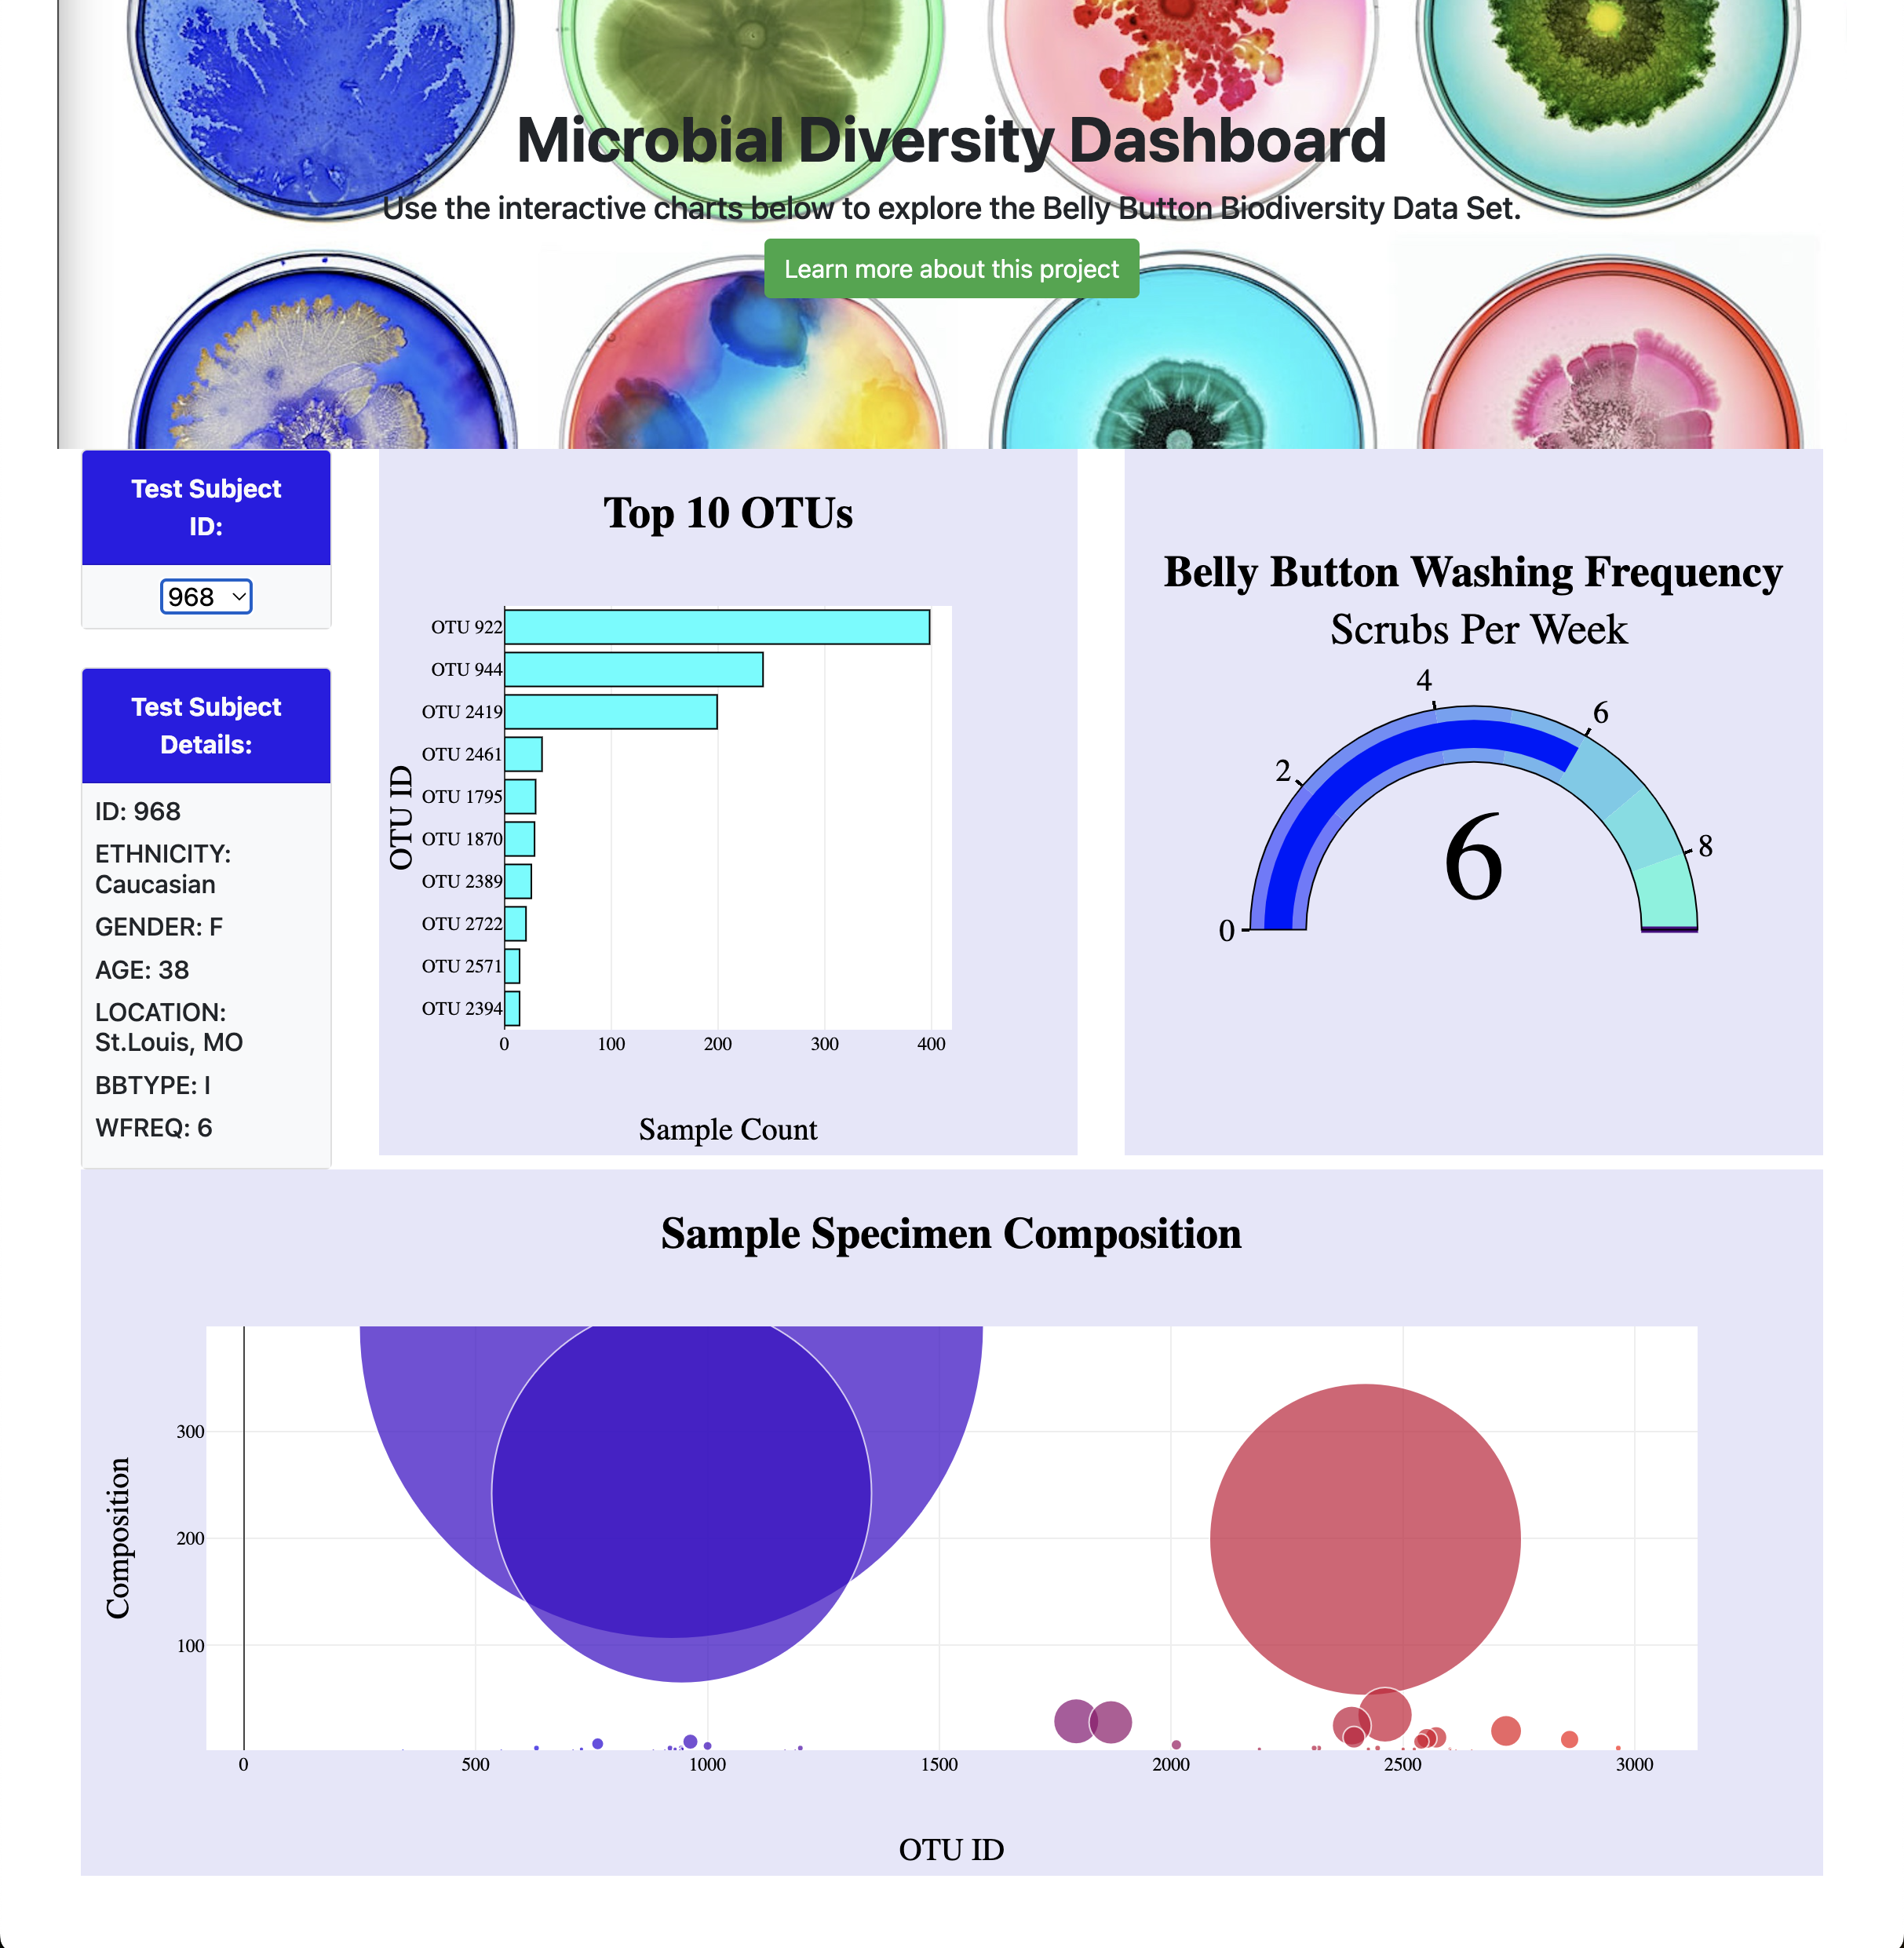 Microbial Diversity Dashboard
Use the interactive charts below to explore the Belly Button Biodiversity Data Set.
Learn more about this project
Test Subject
ID:
968
Test Subject
Details:
ID: 968
ETHNICITY:
Caucasian
GENDER: F
AGE: 38
LOCATION:
St.Louis, MO
BBTYPE: I
WFREQ: 6
Top 10 OTUs
OTU ID
OTU 922
OTU 944
OTU 2419
OTU 2461
OTU 1795
OTU 1870
OTU 2389
OTU 2722
OTU 2571
OTU 2394
0 100 200 300 400
Sample Count
Belly Button Washing Frequency
Scrubs Per Week
0
2
4
6
8
6
Sample Specimen Composition
Composition
300
200
100
0 500 1000 1500 2000 2500 3000
OTU ID